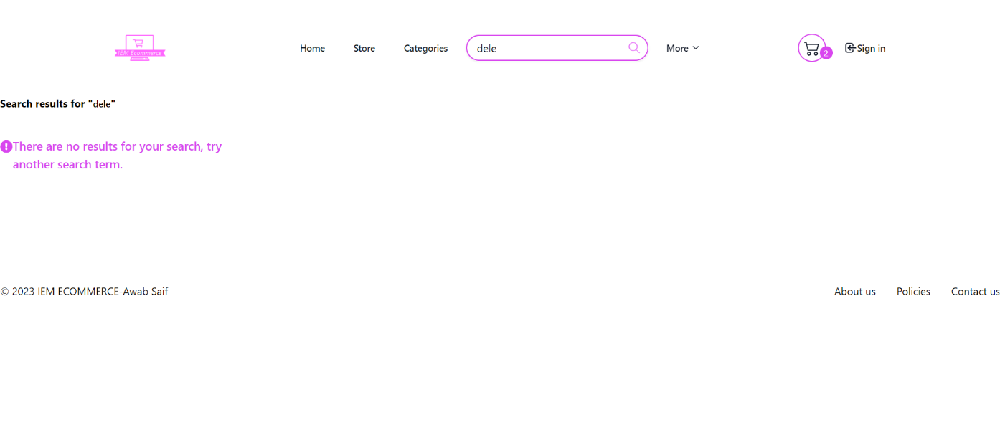 IEM Ecommerce
Home Store Categories dele More 2 Sign in
Search results for "dele"
There are no results for your search, try
another search term.
© 2023 IEM ECOMMERCE-Awab Saif About us Policies Contact us